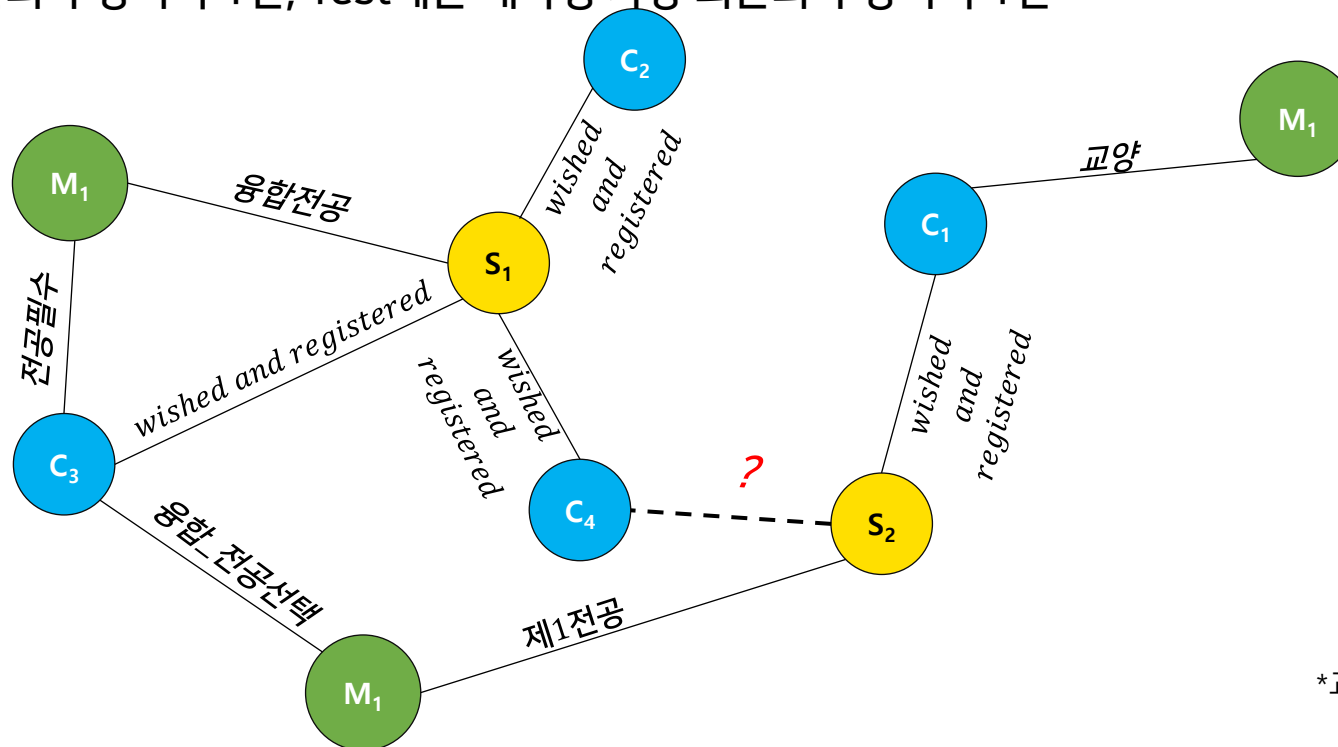 C₂
M₁
M₁
융합전공
wished
and
registered
교양
C₁
S₁
전공필수
wished and registered
wished
and
registered
wished
and
registered
C₃
C₄
?
S₂
융합_전공선택
제1전공
M₁